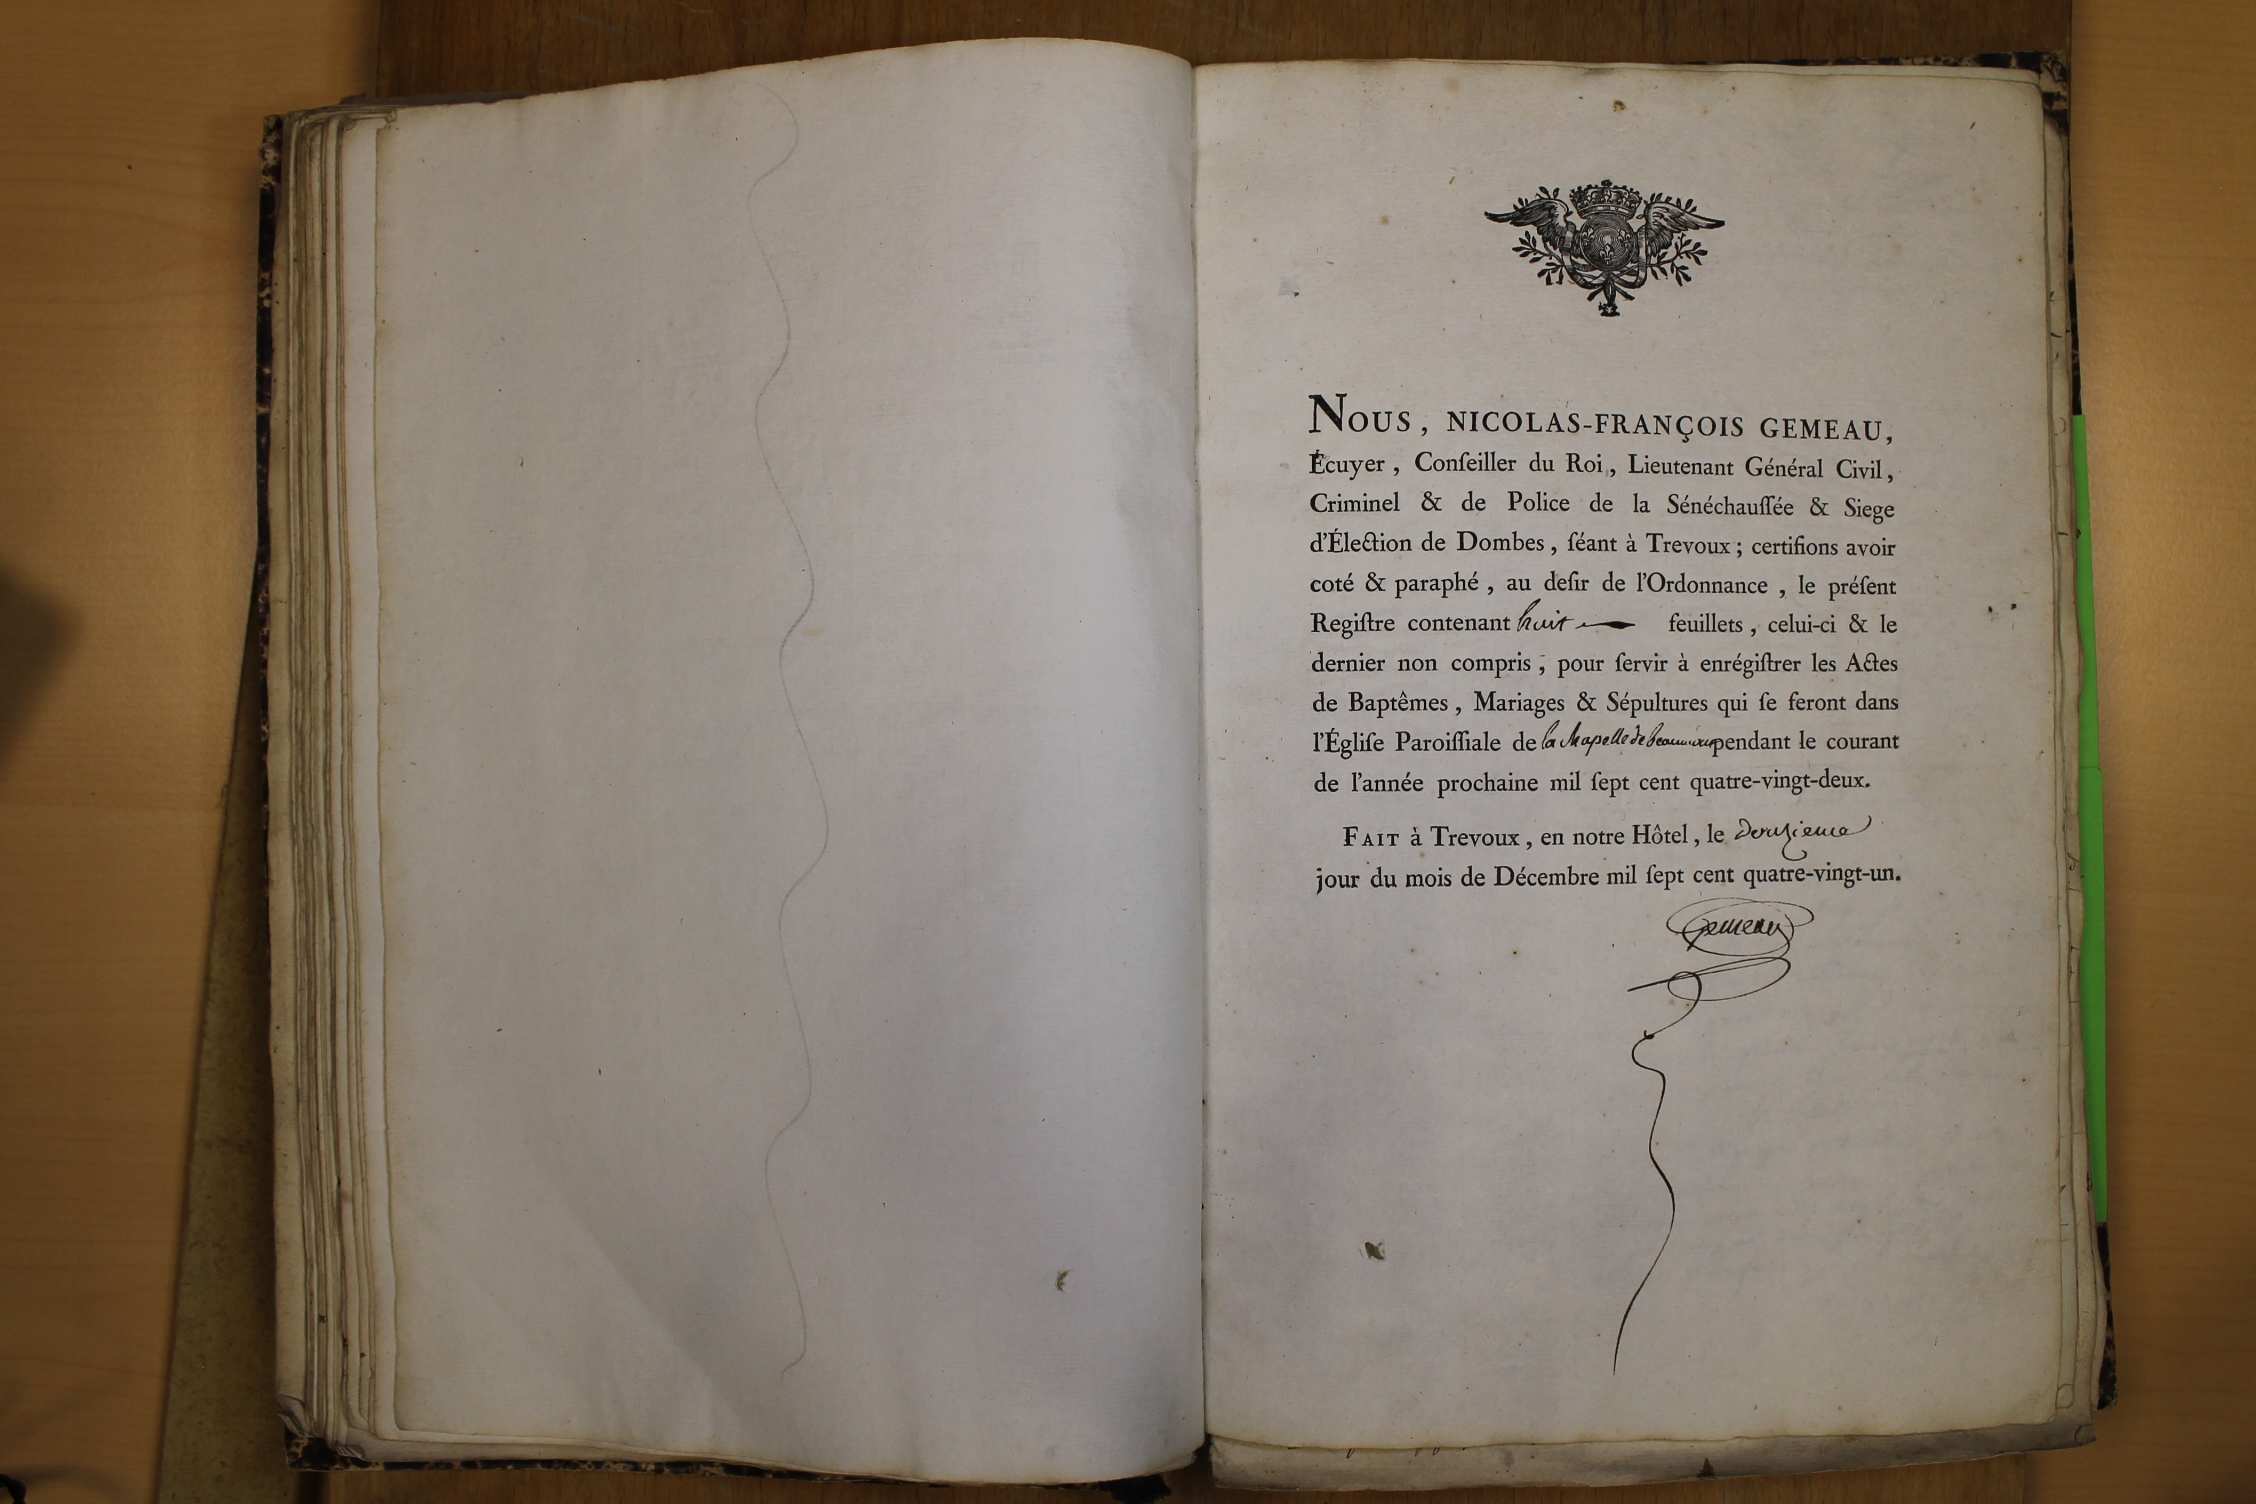 NOUS, NICOLAS-FRANÇOIS GEMEAU,
Écuyer, Conſeiller du Roi, Lieutenant Général Civil,
Criminel & de Police de la Sénéchauſſée & Siege
d'Élection de Dombes, ſéant à Trevoux; certifions avoir
coté & paraphé, au deſir de l'Ordonnance, le préſent
Regiſtre contenant huit feuillets, celui-ci & le
dernier non compris, pour ſervir à enrégiſtrer les Actes
de Baptêmes, Mariages & Sépultures qui ſe feront dans
l'Égliſe Paroiſſiale de la chapelle de pendant le courant
de l'année prochaine mil ſept cent quatre-vingt-deux.
FAIT à Trevoux, en notre Hôtel, le
jour du mois de Décembre mil ſept cent quatre-vingt-un.
Gemeau